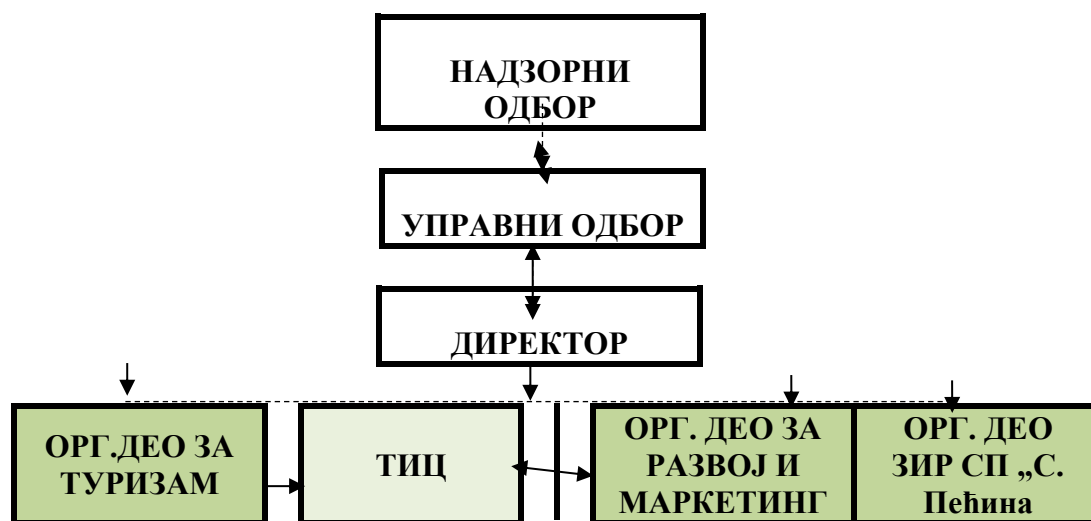 НАДЗОРНИ
ОДБОР
УПРАВНИ ОДБОР
ДИРЕКТОР
ОРГ.ДЕО ЗА
ТУРИЗАМ
ТИЦ
ОРГ. ДЕО ЗА
РАЗВОЈ И
МАРКЕТИНГ
ОРГ. ДЕО
ЗИР СП „С.
Пећина